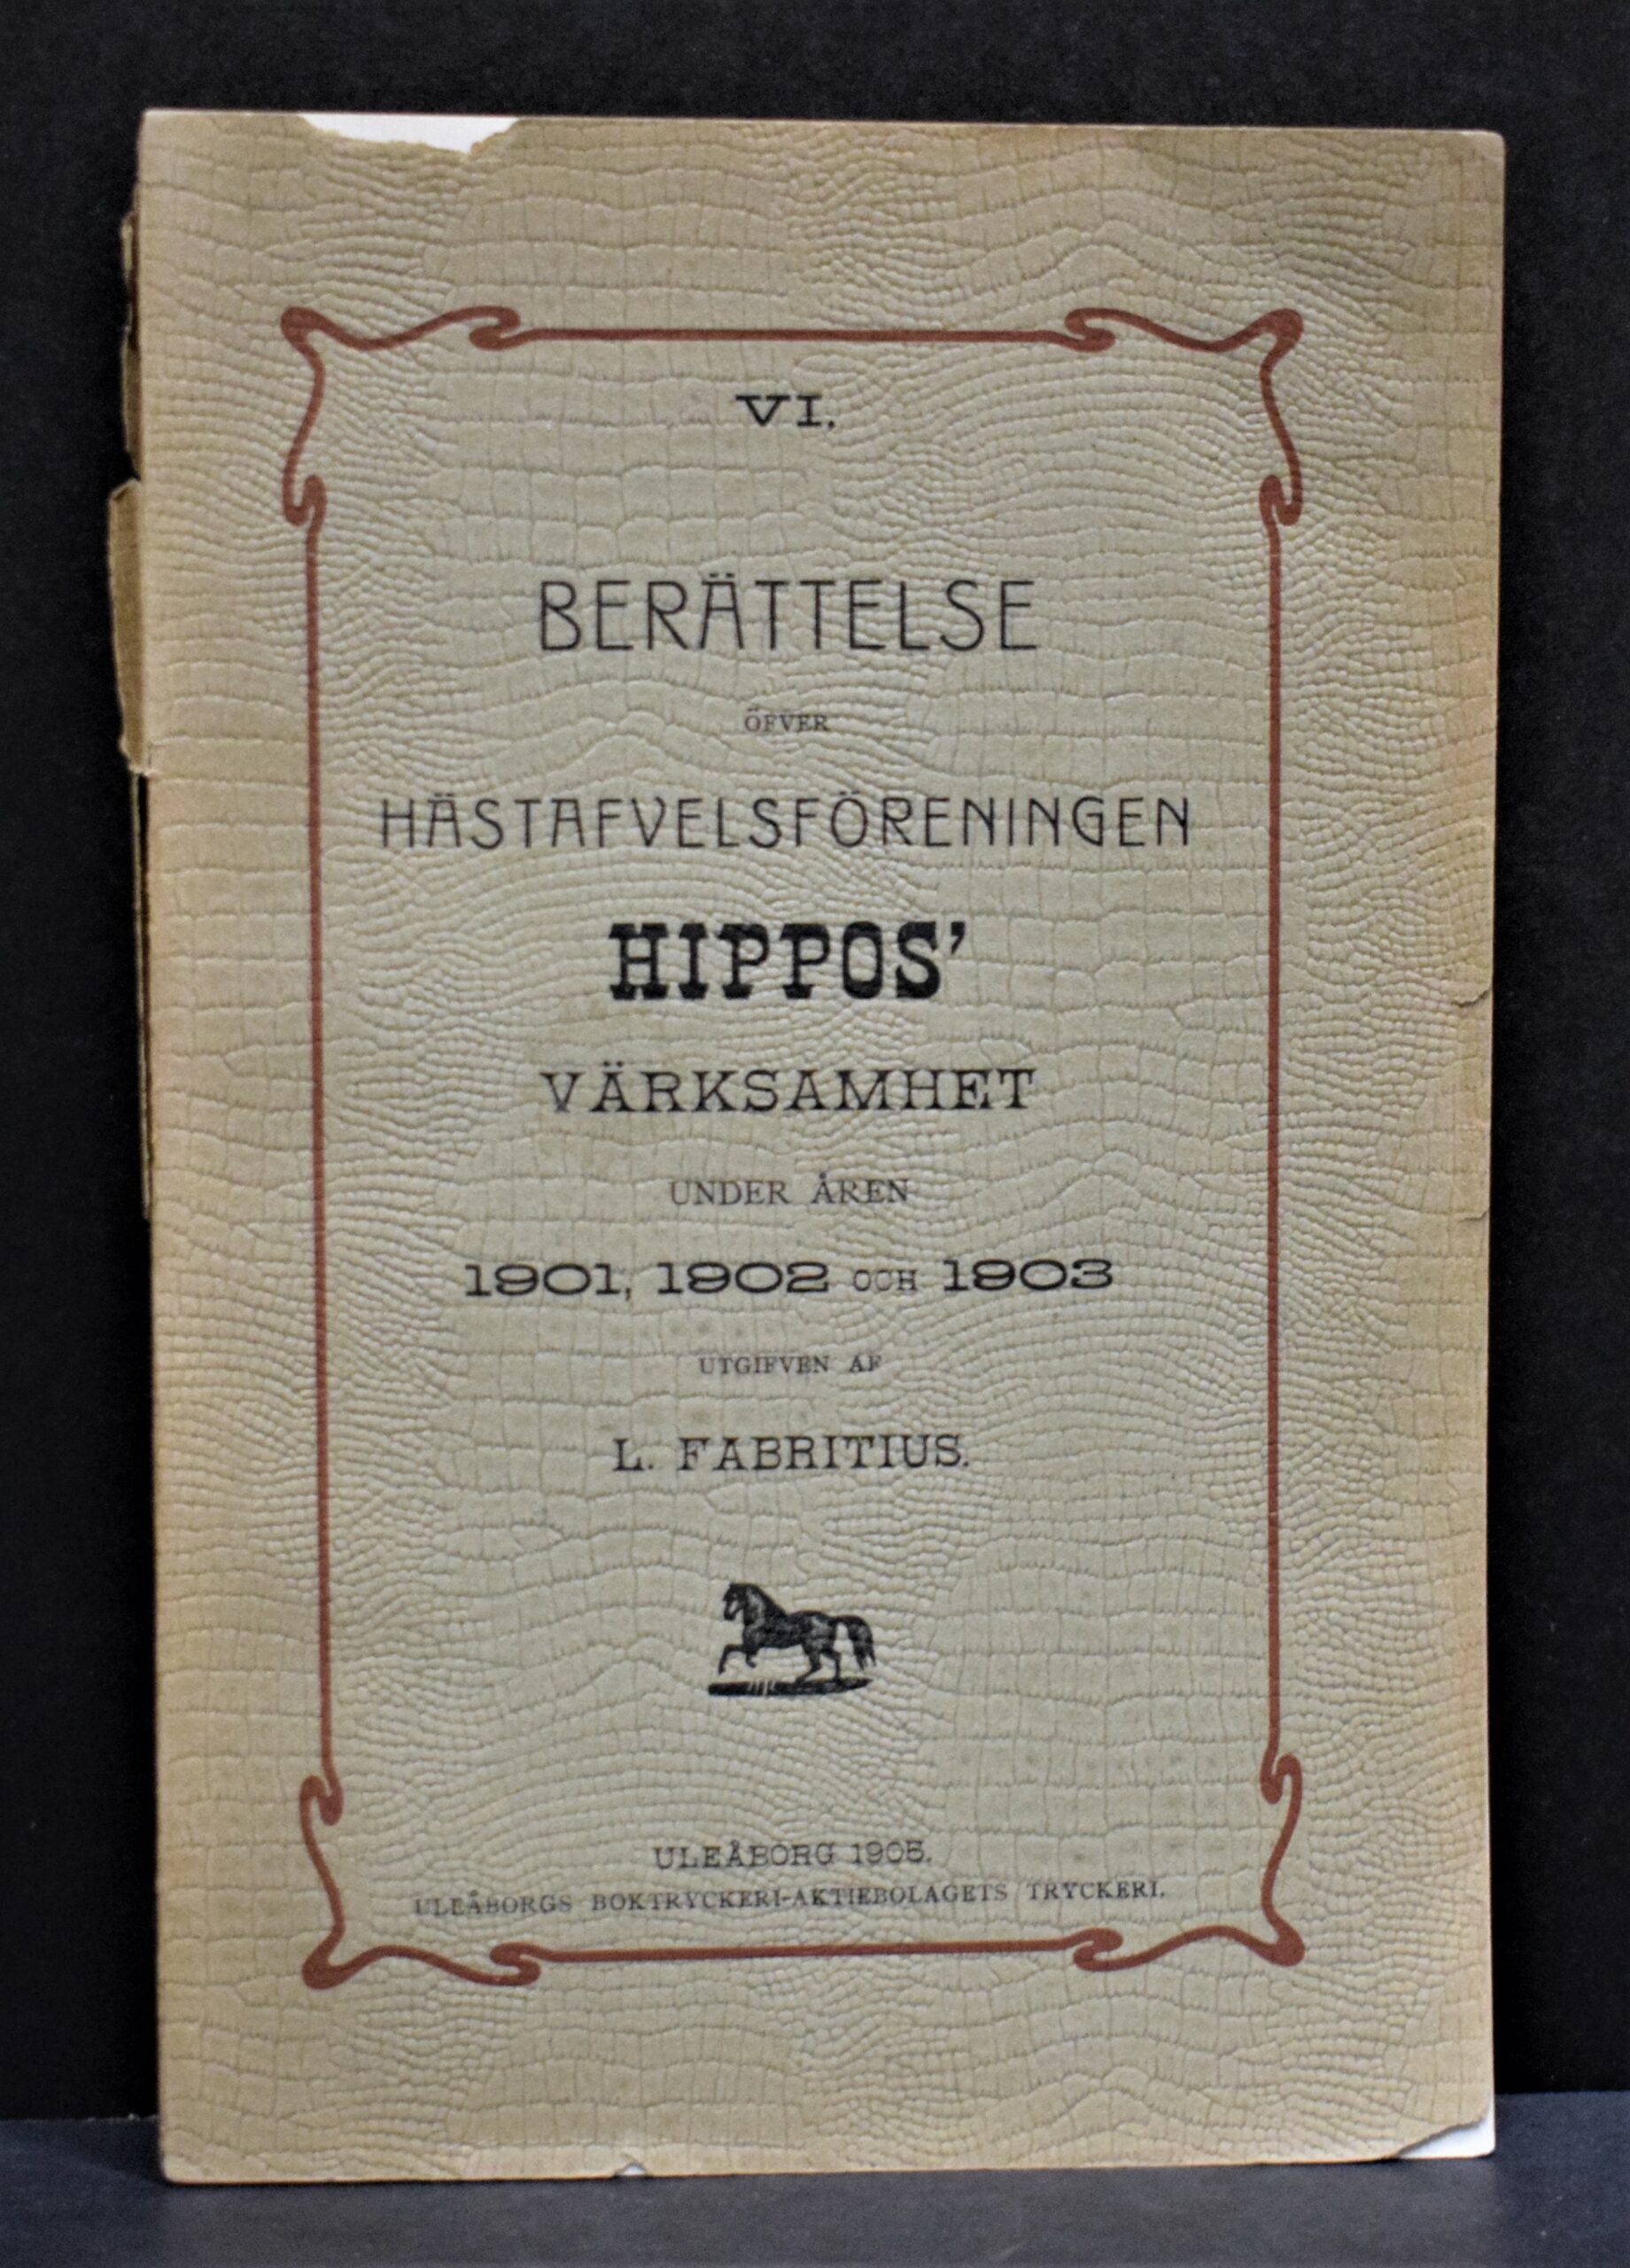 VI.
BERÄTTELSE
ÖFVER
HÄSTAFVELSFÖRENINGEN
HIPPOS'
VÄRKSAMHET
UNDER ÅREN
1901, 1902 OCH 1903
UTGIFVEN AF
L. FABRITIUS.
ULEÅBORG 1905.
ULEÅBORGS BOKTRYCKERI-AKTIEBOLAGETS TRYCKERI.